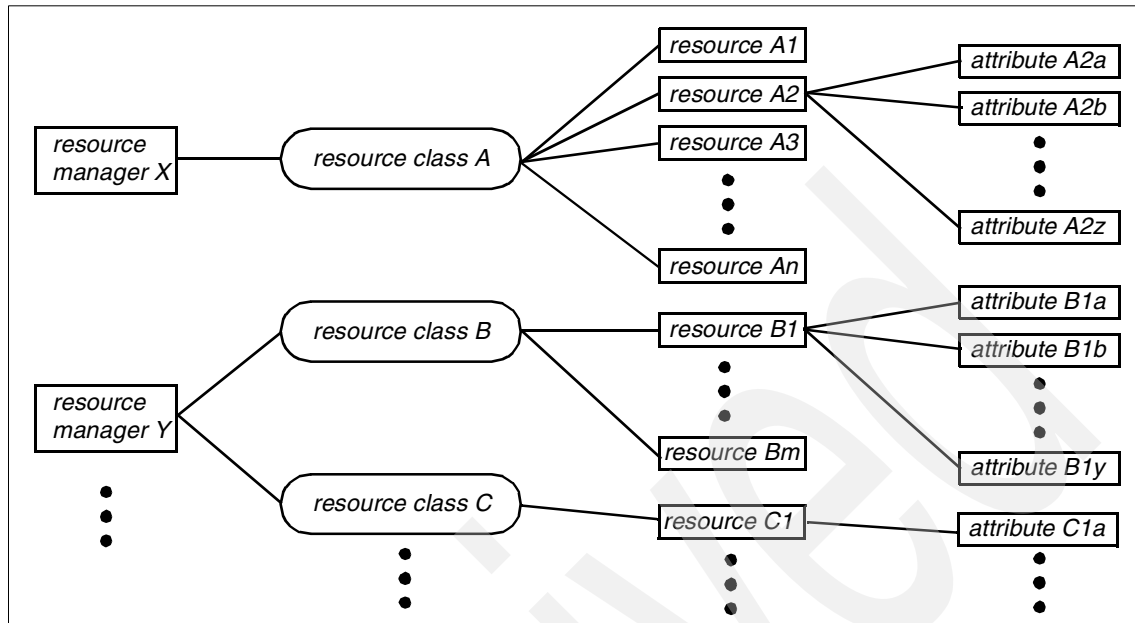 resource A1
resource A2
resource A3
resource An
attribute A2a
attribute A2b
attribute A2z
resource
manager X
resource class A
resource class B
resource B1
resource Bm
attribute B1a
attribute B1b
attribute B1y
resource
manager Y
resource class C
resource C1
attribute C1a